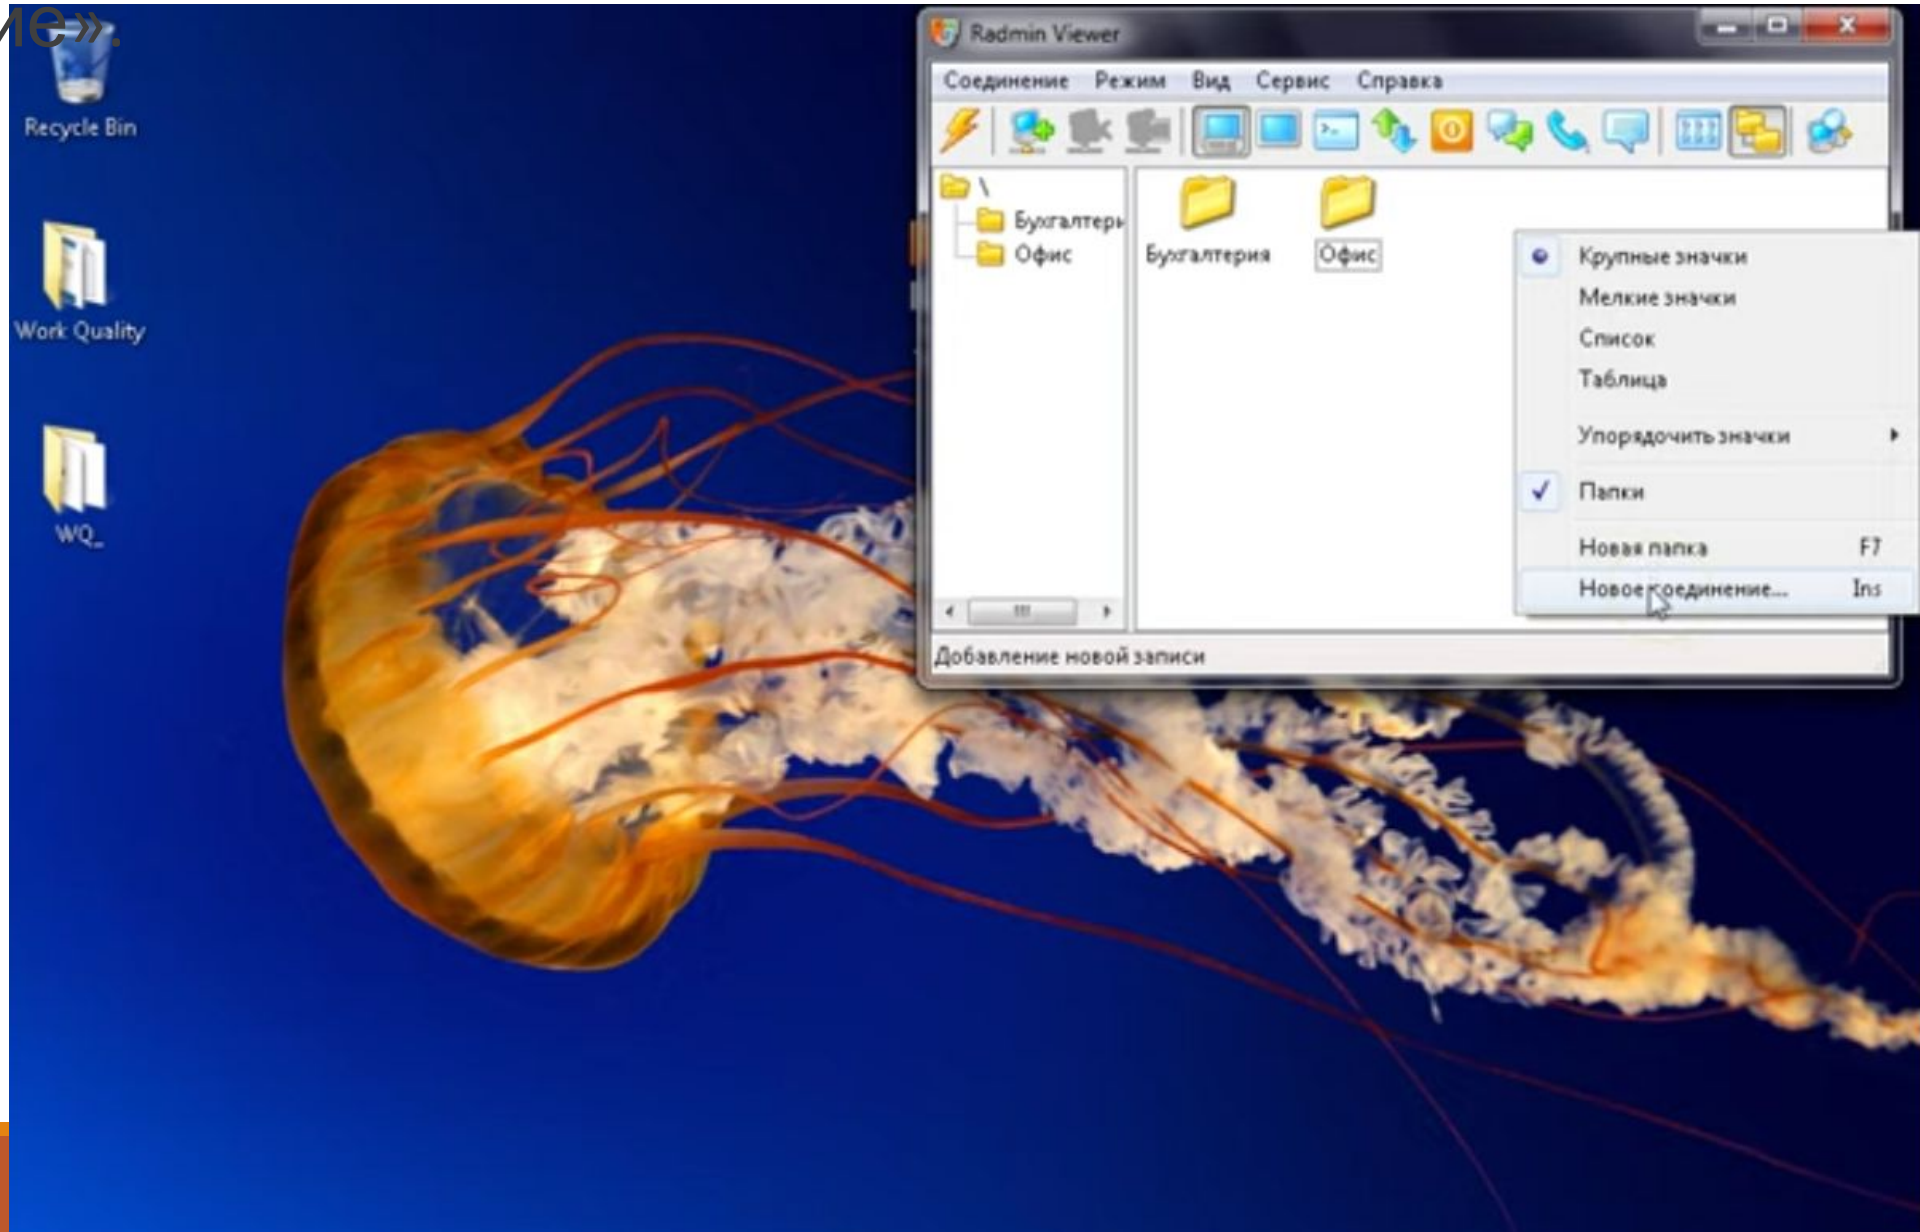 ие».
Recycle Bin
Work Quality
WQ_
Radmin Viewer
Соединение Режим Вид Сервис Справка
\
Бухгалтери
Офис
Бухгалтерия
Офис
Крупные значки
Мелкие значки
Список
Таблица
Упорядочить значки
Папки
Новая папка F7
Новое соединение... Ins
Добавление новой записи